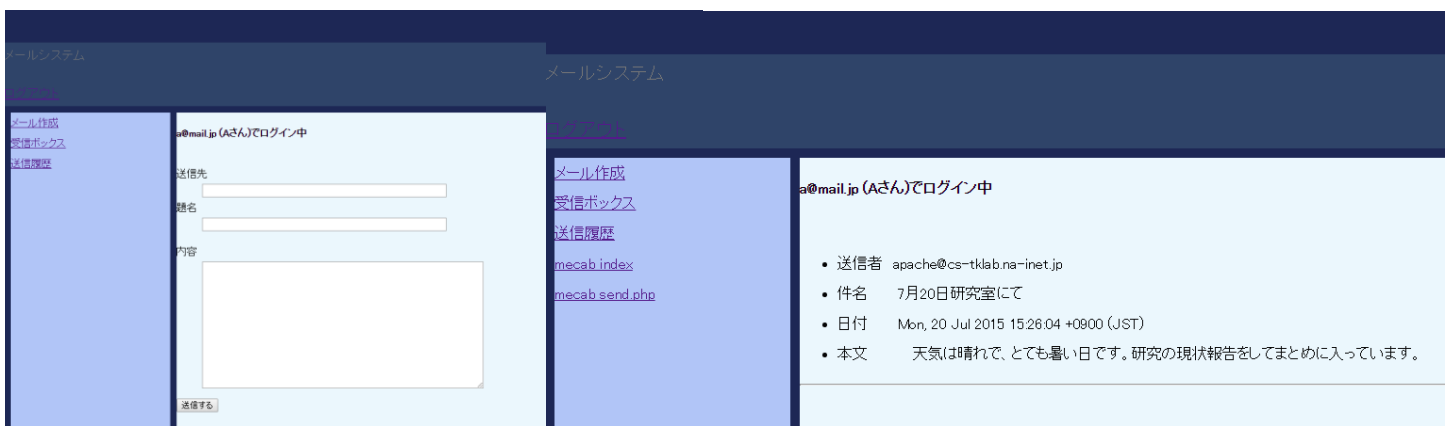 メールシステム
ログアウト
メール作成
受信ボックス
送信履歴
a@mail.jp (Aさん)でログイン中
送信先
題名
内容
送信する
メールシステム
ログアウト
メール作成
受信ボックス
送信履歴
mecab index
mecab send.php
a@mail.jp (Aさん)でログイン中
• 送信者 apache@cs-tklab.na-inet.jp
• 件名 7月20日研究室にて
• 日付 Mon, 20 Jul 2015 15:26:04 +0900 (JST)
• 本文 天気は晴れで、とても暑い日です。研究の現状報告をしてまとめに入っています。